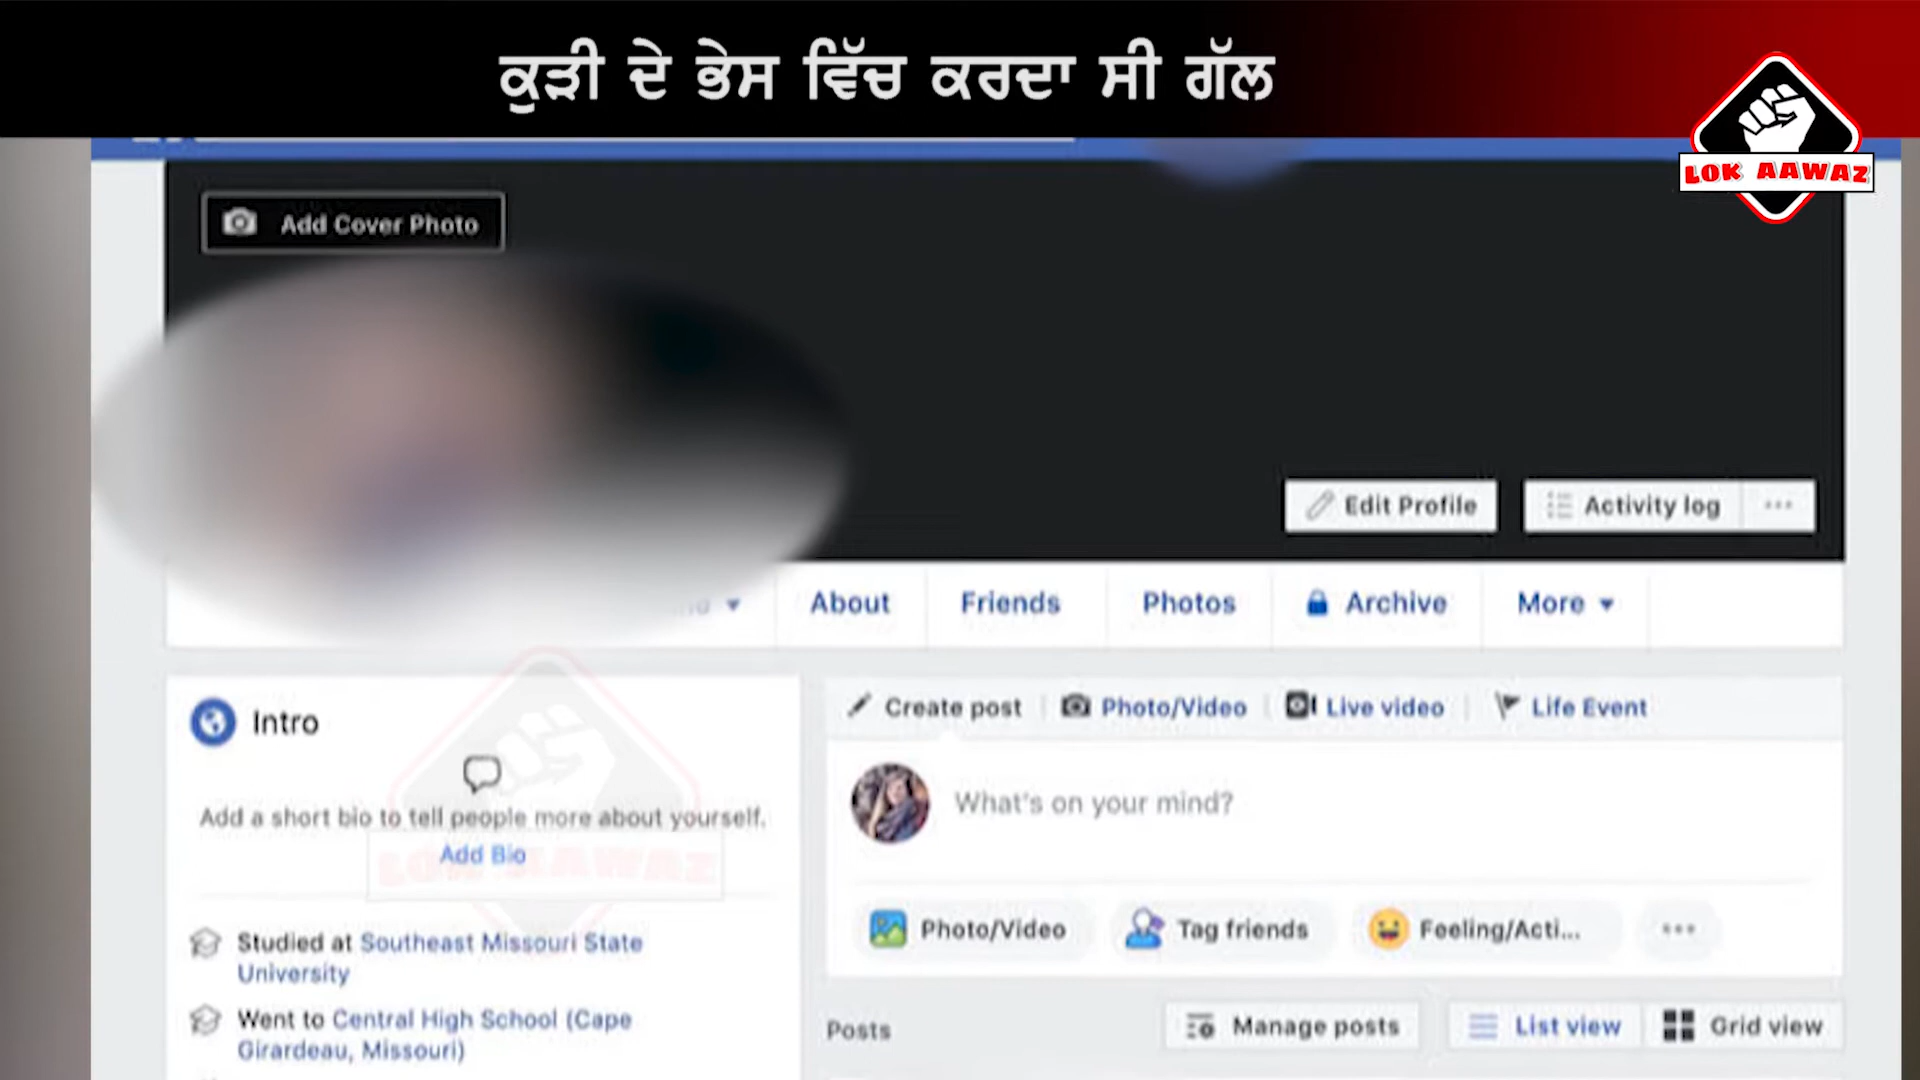 ਕੁੜੀ ਦੇ ਭੇਸ ਵਿੱਚ ਕਰਦਾ ਸੀ ਗੱਲ
LOK AAWAZ
Add Cover Photo
Edit Profile
Activity log
About
Friends
Photos
Archive
More
Intro
Add a short bio to tell people more about yourself.
Add Bio
LOK AAWAZ
Studied at Southeast Missouri State
University
Went to Central High School (Cape
Girardeau, Missouri)
Create post
Photo/Video
Live video
Life Event
What's on your mind?
Photo/Video
Tag friends
Feeling/Acti...
Posts
Manage posts
List view
Grid view